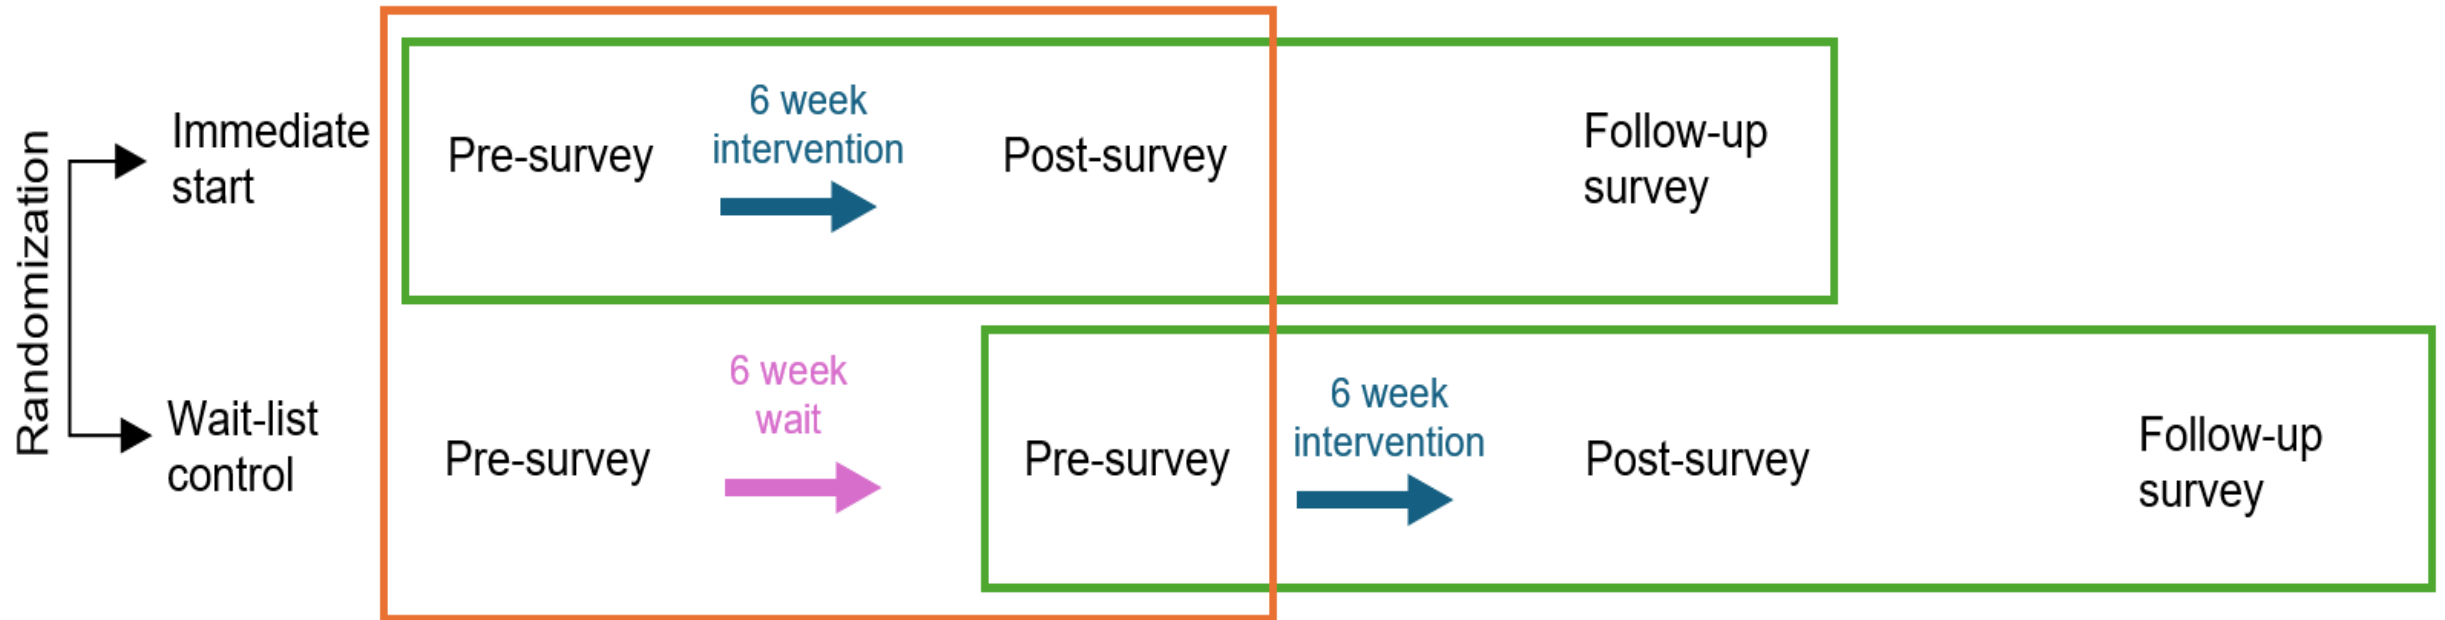 Randomization
Immediate
start
Pre-survey
6 week
intervention
Post-survey
Follow-up
survey
Wait-list
control
Pre-survey
6 week
wait
Pre-survey
6 week
intervention
Post-survey
Follow-up
survey